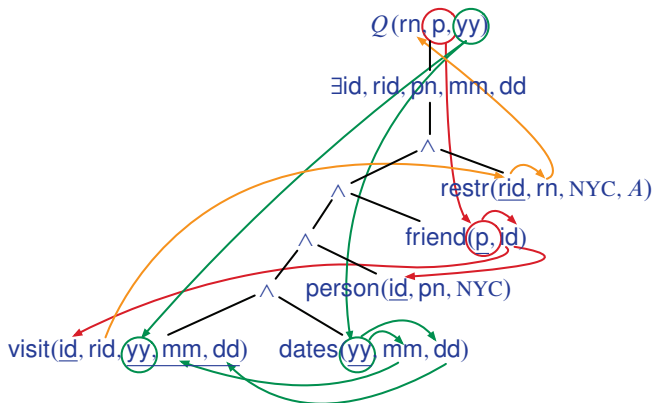 Q(rn, p, yy)
∃id, rid, pn, mm, dd
∧
∧
restr(rid, rn, NYC, A)
friend(p, id)
∧
∧
person(id, pn, NYC)
visit(id, rid, yy, mm, dd)
dates(yy, mm, dd)